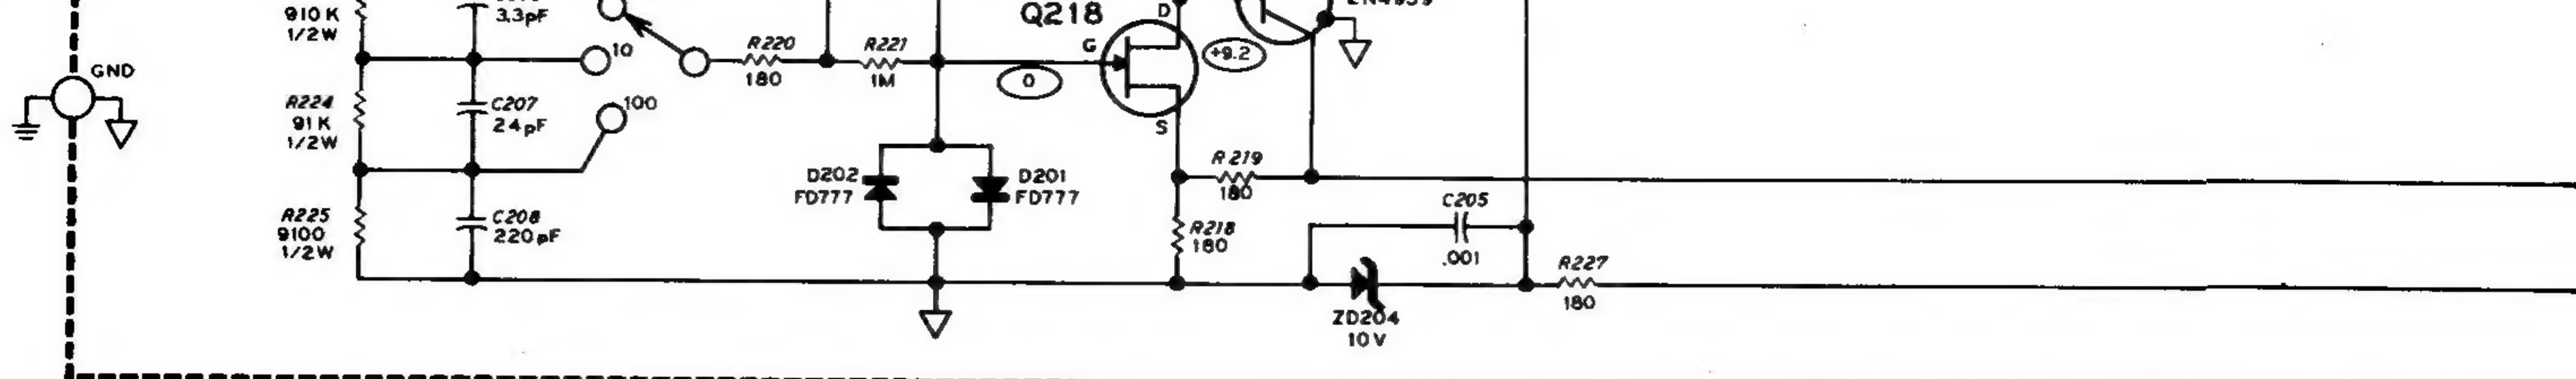 910 K
1/2W
3.3pF
10
GND
R224
91 K
1/2W
C207
24pF
100
R225
9100
1/2W
C208
220pF
R220
180
R221
1M
D202
FD777
D201
FD777
Q218
D
G
S
0
+9.2
R219
180
R218
180
C205
.001
ZD204
10V
R227
180